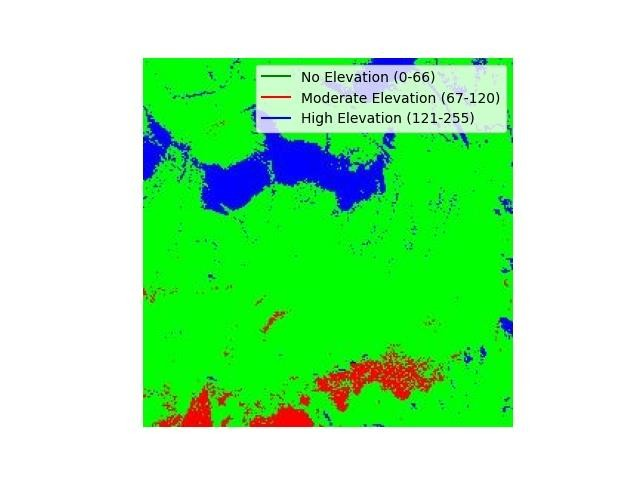 No Elevation (0-66)
Moderate Elevation (67-120)
High Elevation (121-255)